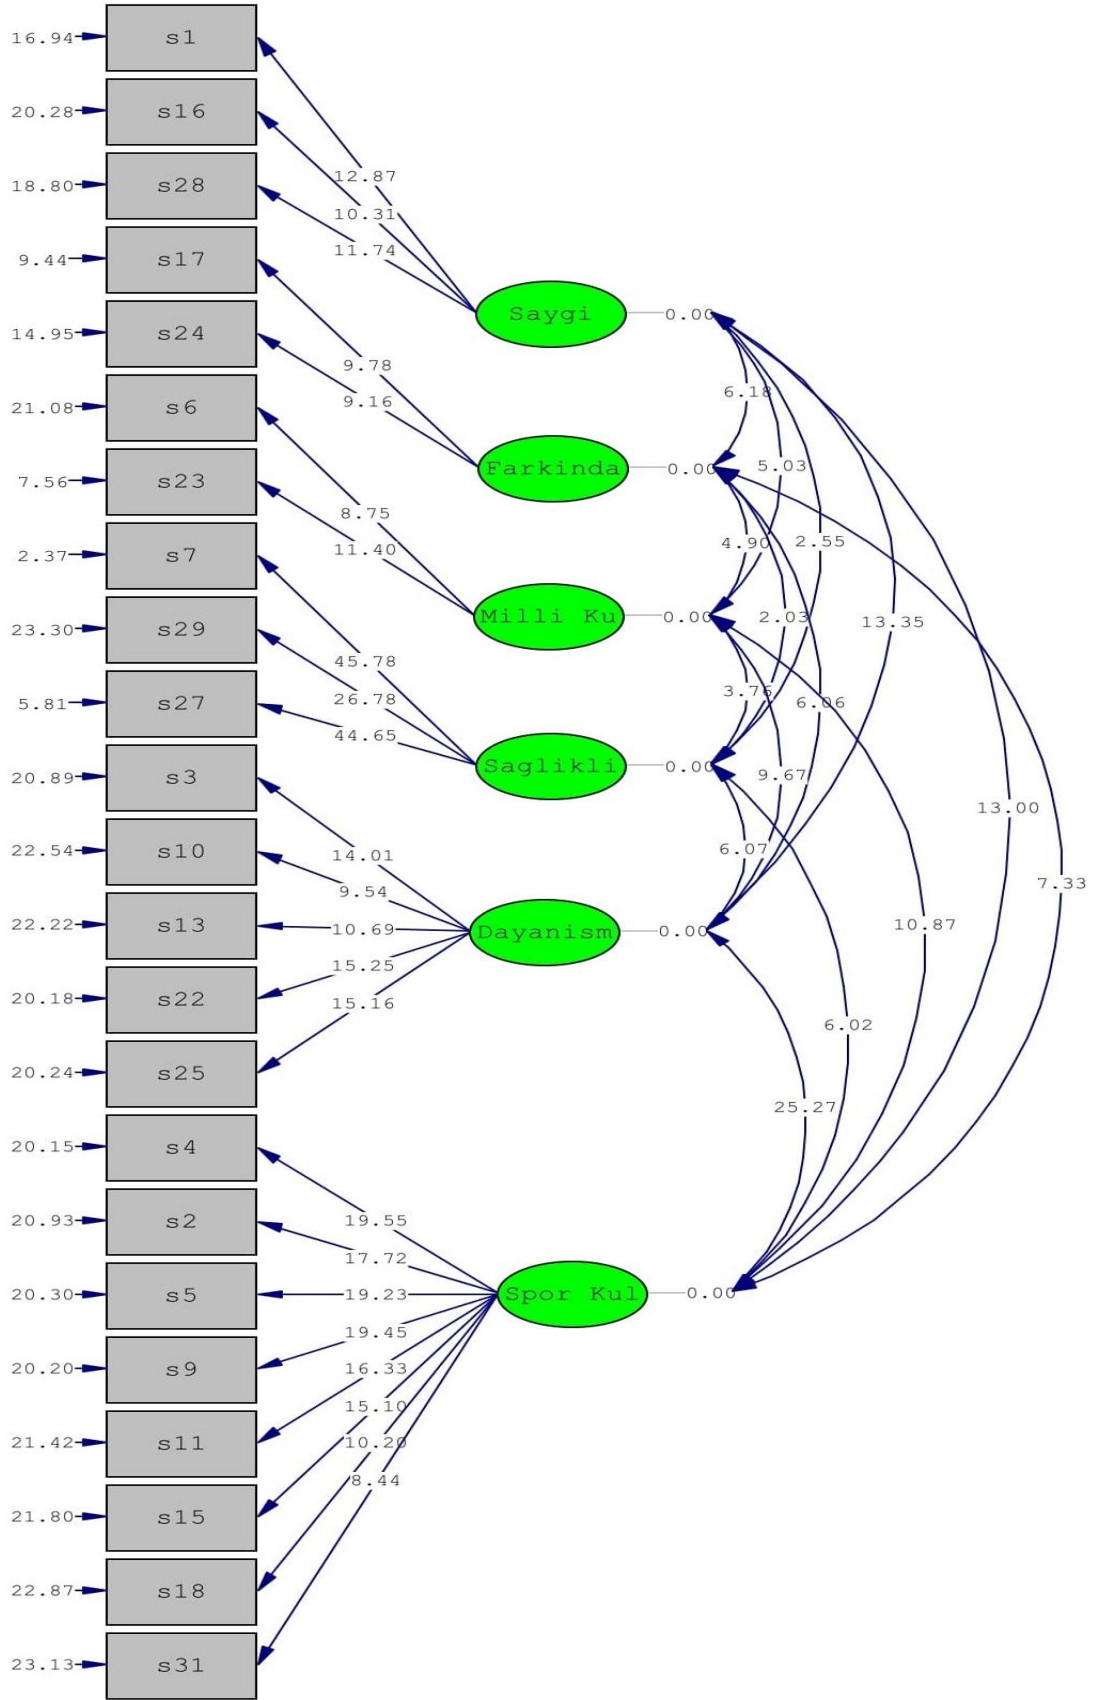 16.94 s1
20.28 s16
18.80 s28
9.44 s17
14.95 s24
21.08 s6
7.56 s23
2.37 s7
23.30 s29
5.81 s27
20.89 s3
22.54 s10
22.22 s13
20.18 s22
20.24 s25
20.15 s4
20.93 s2
20.30 s5
20.20 s9
21.42 s11
21.80 s15
22.87 s18
23.13 s31
12.87
10.31
11.74
9.78
9.16
8.75
11.40
45.78
26.78
44.65
14.01
9.54
10.69
15.25
15.16
19.55
17.72
19.23
19.45
16.33
15.10
10.20
8.44
Saygi 0.00
Farkinda 0.00
Milli Ku 0.00
Saglikli 0.00
Dayanism 0.00
Spor Kul 0.00
6.18
5.03
4.90
2.55
2.03
13.35
3.76
6.06
9.67
13.00
6.07
7.33
10.87
6.02
25.27